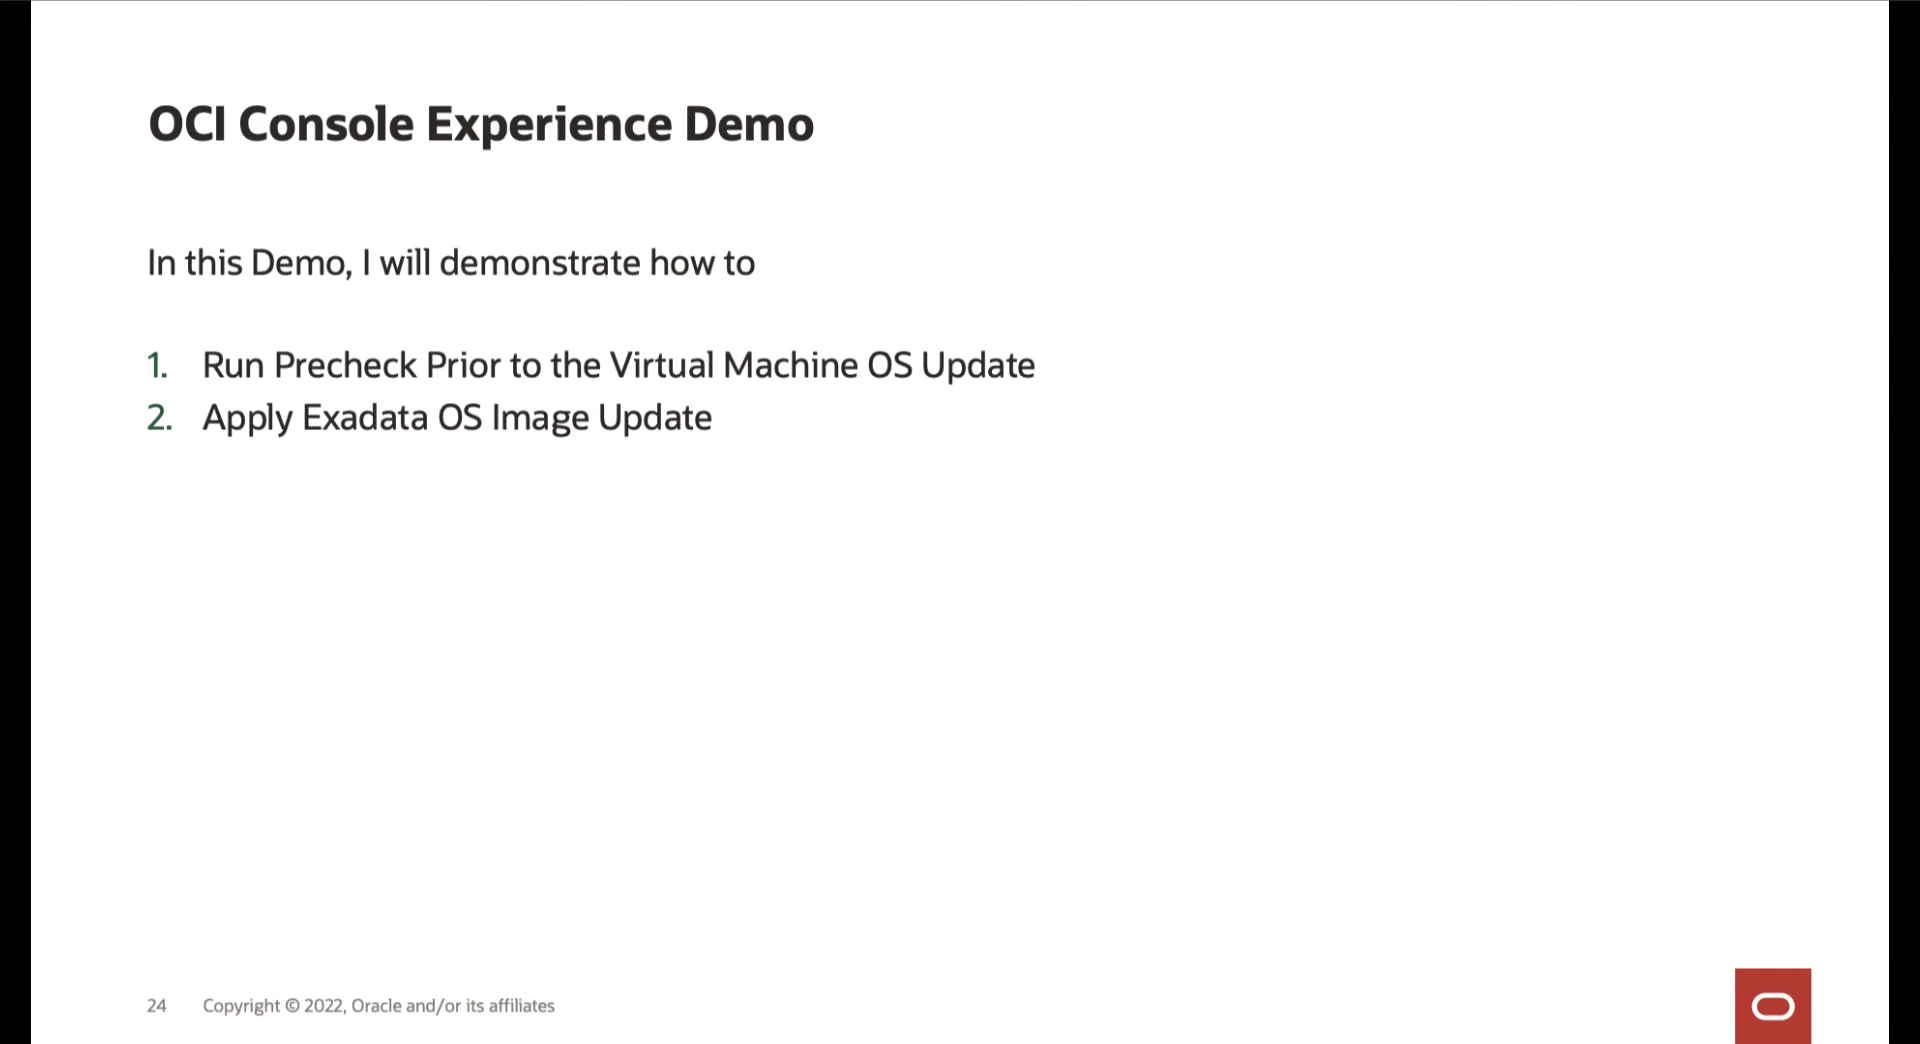 OCI Console Experience Demo
In this Demo, I will demonstrate how to
1. Run Precheck Prior to the Virtual Machine OS Update
2. Apply Exadata OS Image Update
24 Copyright © 2022, Oracle and/or its affiliates